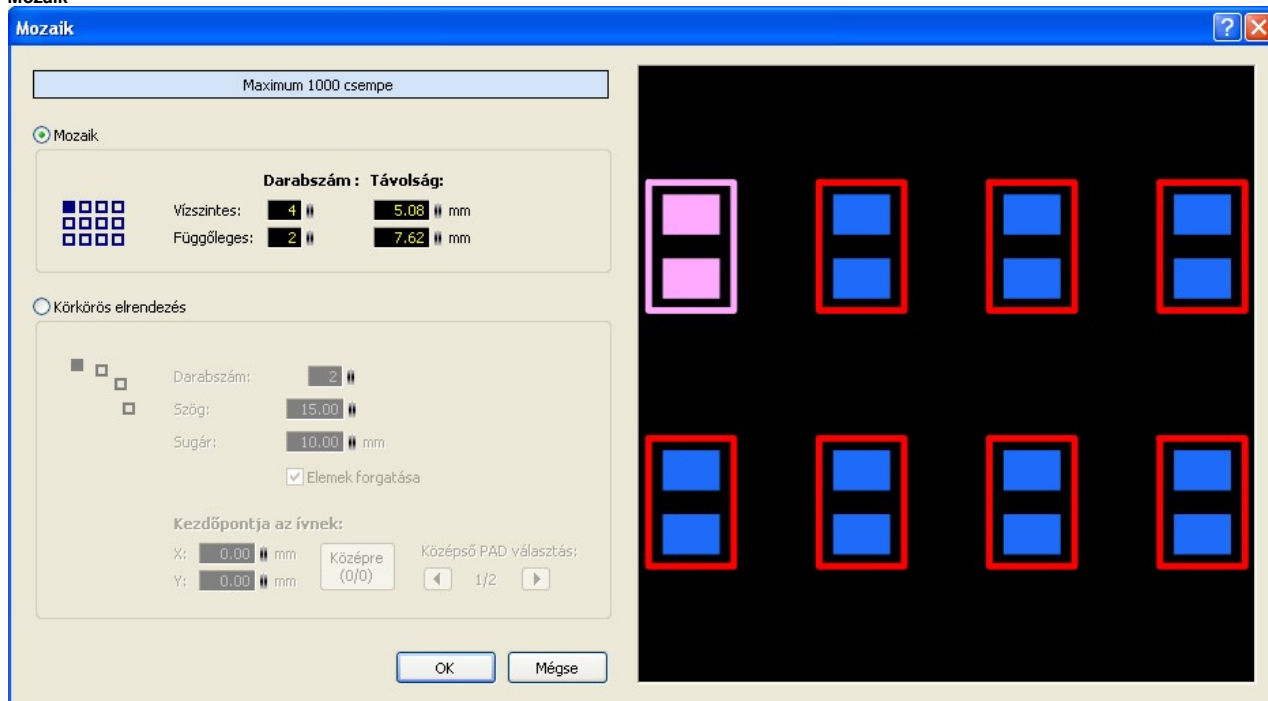 Mozaik
Mozaik
Maximum 1000 csempe
Mozaik
Darabszám : Távolság:
Vízszintes: 4 5.08 mm
Függőleges: 2 7.62 mm
Körkörös elrendezés
Darabszám: 2
Szög: 15.00
Sugár: 10.00 mm
Elemek forgatása
Kezdőpontja az ívnek:
X: 0.00 mm
Y: 0.00 mm
Középre
(0/0)
Középső PAD választás:
1/2
OK Mégse